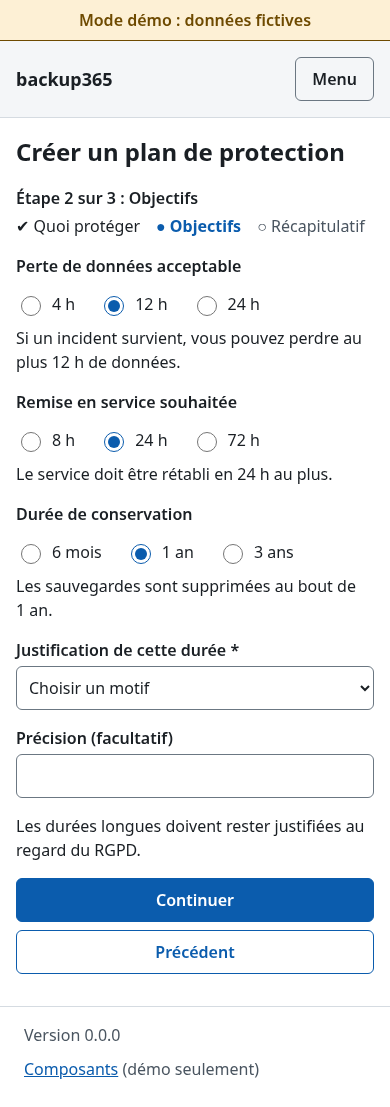 Mode démo : données fictives
backup365
Menu
Créer un plan de protection
Étape 2 sur 3 : Objectifs
✔ Quoi protéger ● Objectifs ○ Récapitulatif
Perte de données acceptable
4 h 12 h 24 h
Si un incident survient, vous pouvez perdre au
plus 12 h de données.
Remise en service souhaitée
8 h 24 h 72 h
Le service doit être rétabli en 24 h au plus.
Durée de conservation
6 mois 1 an 3 ans
Les sauvegardes sont supprimées au bout de
1 an.
Justification de cette durée *
Choisir un motif
Précision (facultatif)
Les durées longues doivent rester justifiées au
regard du RGPD.
Continuer
Précédent
Version 0.0.0
Composants (démo seulement)